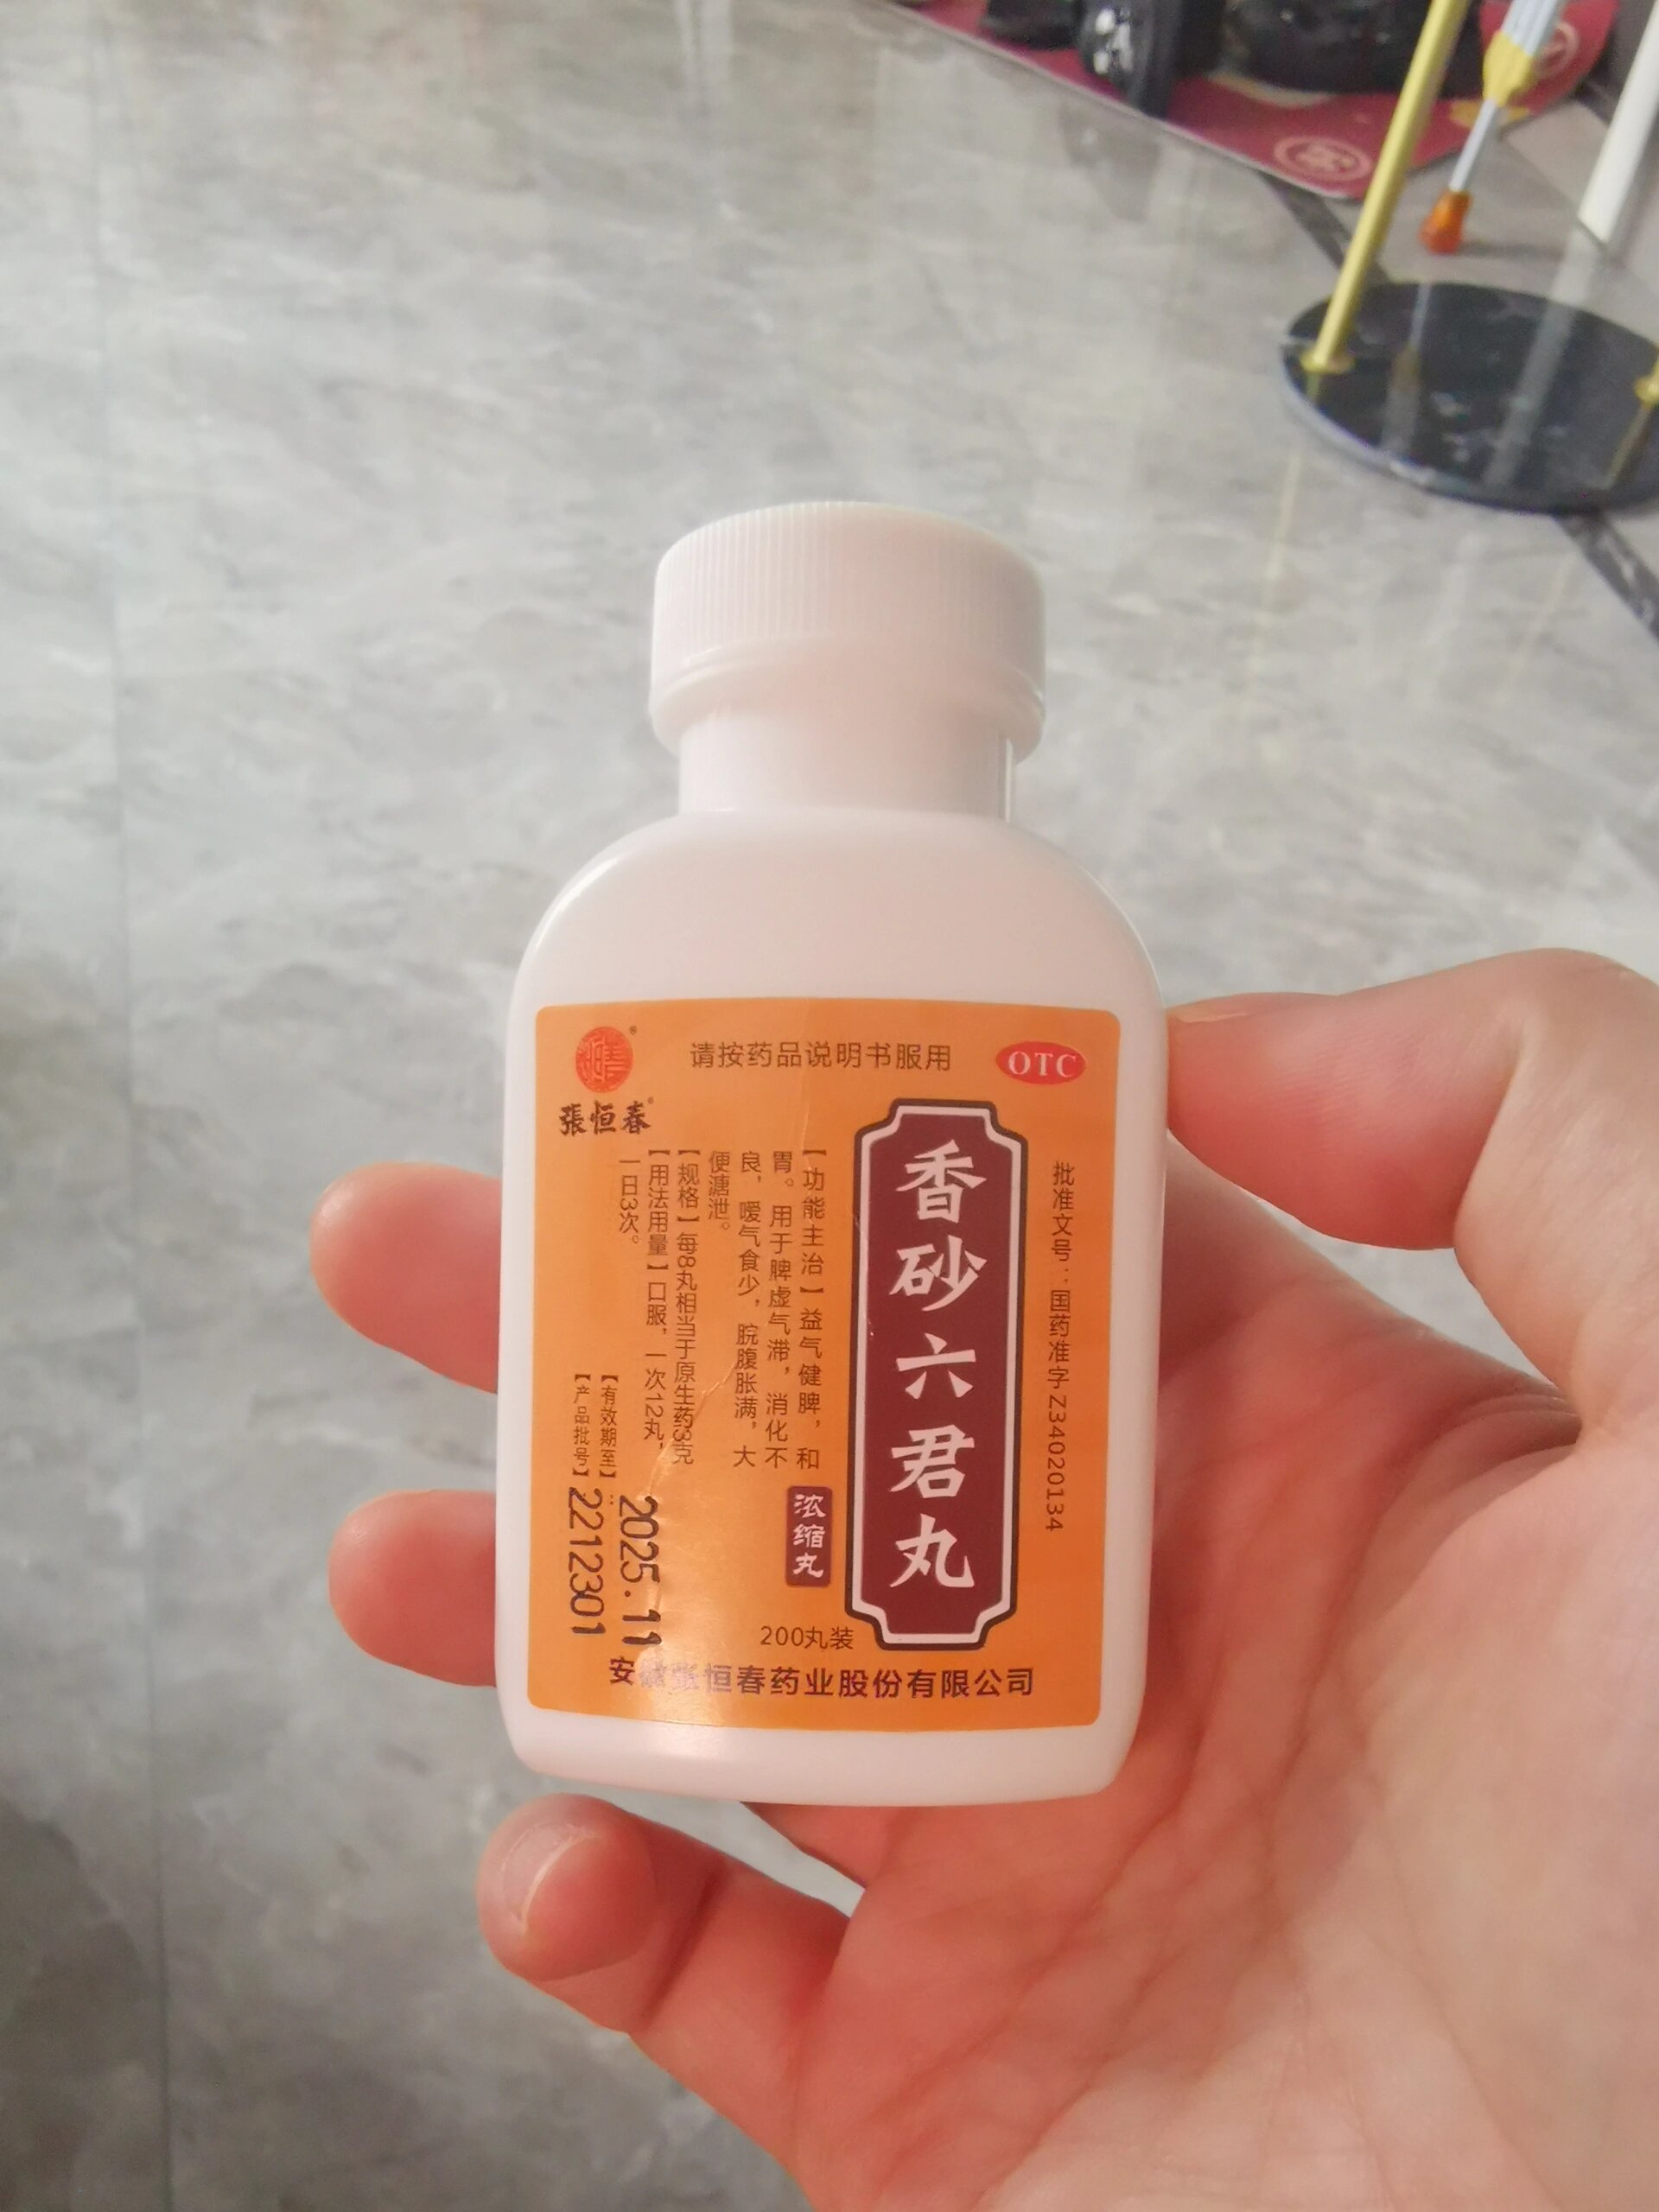 張恒春
请按药品说明书服用
OTC
批准文号：国药准字Z34020134
香砂六君丸
浓缩丸
【功能主治】益气健脾，和
胃。用于脾虚气滞，消化不
良，嗳气食少，脘腹胀满，大
便溏泄。
【规格】每8丸相当于原生药3克
【用法用量】口服，一次12丸，
一日3次。
【有效期至】 2025.11
【产品批号】 2212301
200丸装
安徽张恒春药业股份有限公司